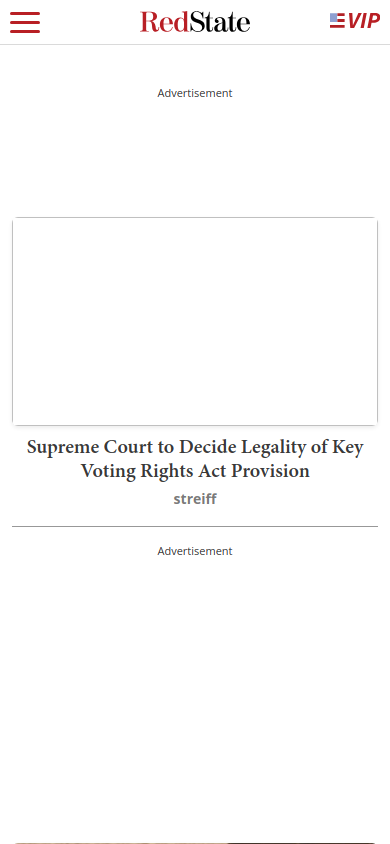 RedState
VIP
Advertisement
Supreme Court to Decide Legality of Key
Voting Rights Act Provision
streiff
Advertisement